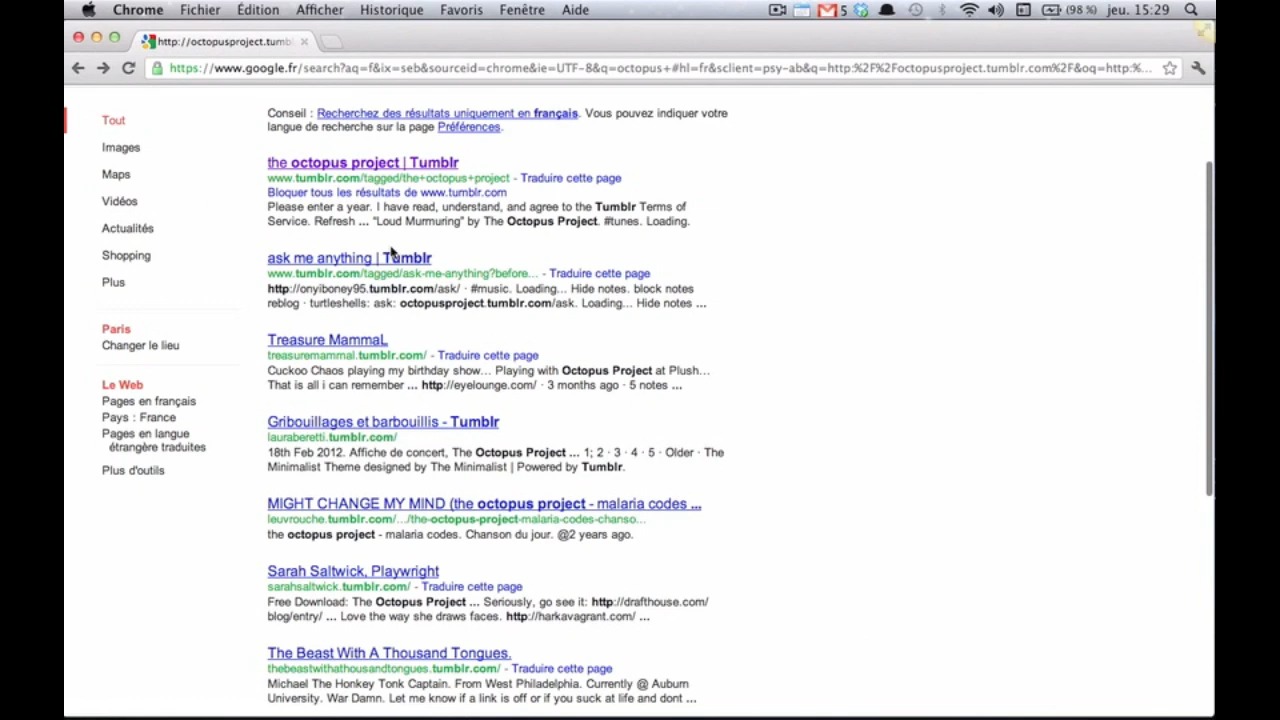 Chrome Fichier Édition Afficher Historique Favoris Fenêtre Aide 5 (98 %) jeu. 15:29
http://octopusproject.tumb
https://www.google.fr/search?aq=f&ix=seb&sourceid=chrome&ie=UTF-8&q=octopus+#hl=fr&sclient=psy-ab&q=http:%2F%2Foctopusproject.tumblr.com%2F&oq=http:%...
Tout
Images
Maps
Vidéos
Actualités
Shopping
Plus
Paris
Changer le lieu
Le Web
Pages en français
Pays : France
Pages en langue
étrangère traduites
Plus d'outils
Conseil : Recherchez des résultats uniquement en français. Vous pouvez indiquer votre
langue de recherche sur la page Préférences.
the octopus project | Tumblr
www.tumblr.com/tagged/the+octopus+project - Traduire cette page
Bloquer tous les résultats de www.tumblr.com
Please enter a year. I have read, understand, and agree to the Tumblr Terms of
Service. Refresh ... “Loud Murmuring” by The Octopus Project. #tunes. Loading.
ask me anything | Tumblr
www.tumblr.com/tagged/ask-me-anything?before... - Traduire cette page
http://onyiboney95.tumblr.com/ask/ · #music. Loading... Hide notes. block notes
reblog · turtleshells: ask: octopusproject.tumblr.com/ask. Loading... Hide notes ...
Treasure MammaL
treasuremammal.tumblr.com/ - Traduire cette page
Cuckoo Chaos playing my birthday show... Playing with Octopus Project at Plush...
That is all i can remember ... http://eyelounge.com/ · 3 months ago · 5 notes ...
Gribouillages et barbouillis - Tumblr
lauraberetti.tumblr.com/
18th Feb 2012. Affiche de concert, The Octopus Project ... 1; 2 · 3 · 4 · 5 · Older · The
Minimalist Theme designed by The Minimalist | Powered by Tumblr.
MIGHT CHANGE MY MIND (the octopus project - malaria codes ...
leuvrouche.tumblr.com/.../the-octopus-project-malaria-codes-chanso...
the octopus project - malaria codes. Chanson du jour. @2 years ago.
Sarah Saltwick, Playwright
sarahsaltwick.tumblr.com/ - Traduire cette page
Free Download: The Octopus Project ... Seriously, go see it: http://drafthouse.com/
blog/entry/ ... Love the way she draws faces. http://harkavagrant.com/ ...
The Beast With A Thousand Tongues.
thebeastwithathousandtongues.tumblr.com/ - Traduire cette page
Michael The Honkey Tonk Captain. From West Philadelphia. Currently @ Auburn
University. War Damn. Let me know if a link is off or if you suck at life and dont ...